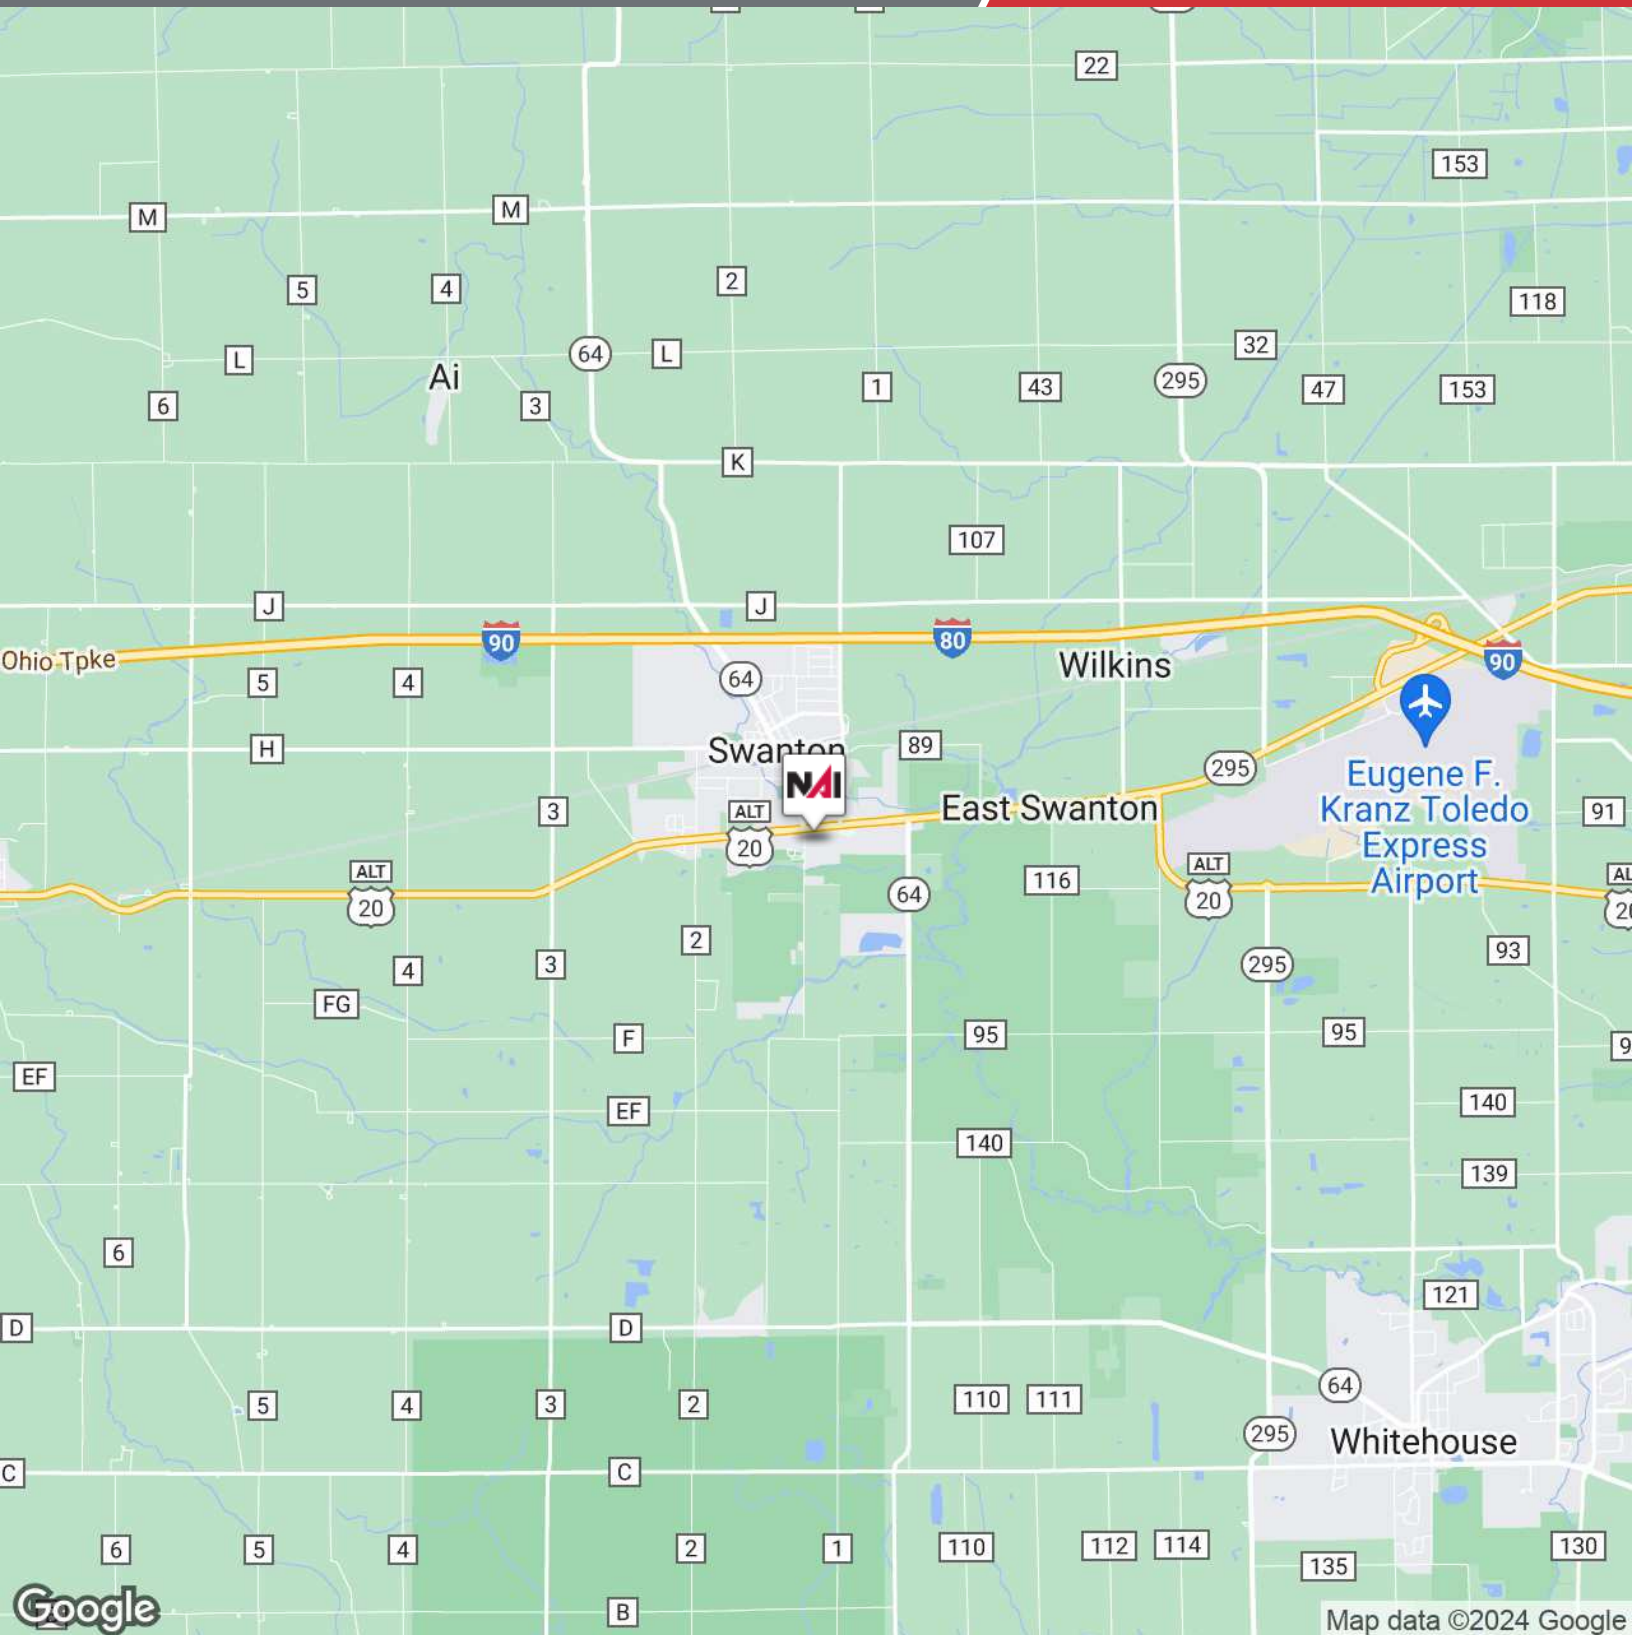 22
153
M
M
5
4
2
118
L
64
L
32
Ai
1
43
295
47
153
6
3
K
107
J
J
90
80
Ohio Tpke
Wilkins
90
5
4
64
H
Swanton
89
295
NAI
Eugene F.
Kranz Toledo
Express
Airport
3
ALT
20
East Swanton
91
ALT
20
116
64
ALT
20
2
3
4
295
93
FG
F
95
95
EF
EF
140
140
139
6
121
D
D
64
5
4
3
2
110
111
295
Whitehouse
C
C
6
5
4
2
1
110
112
114
130
135
Google
B
Map data ©2024 Google